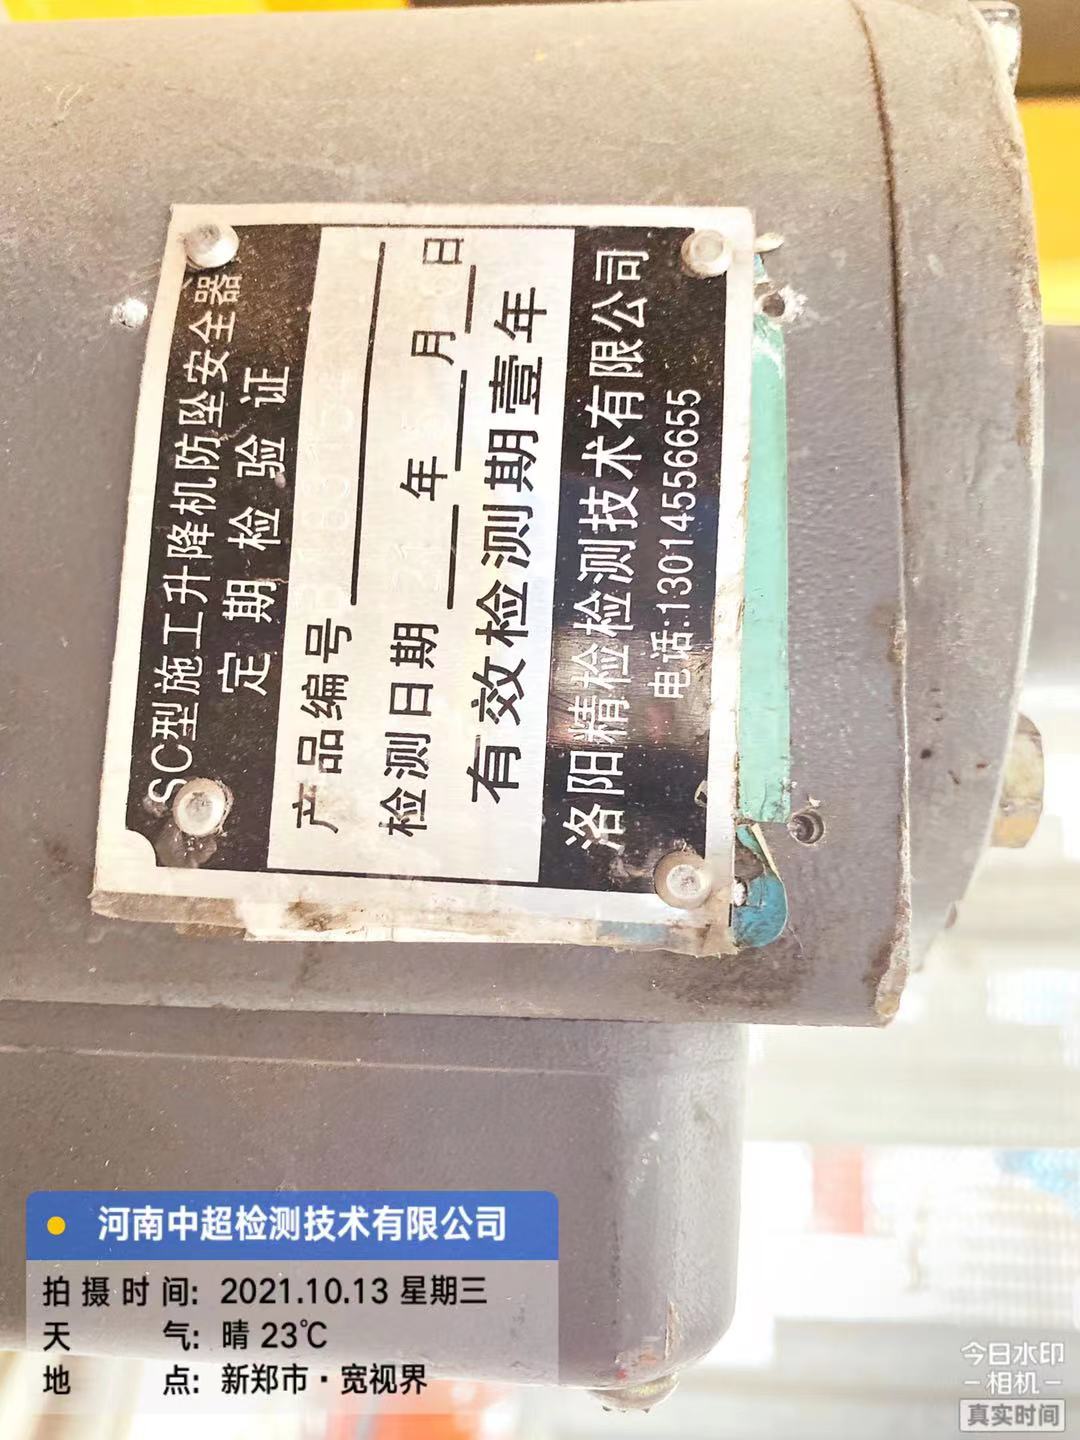 SC型施工升降机防坠安全器
定期检验证
产品编号
检测日期 21 年 月 日
有效检测期壹年
洛阳精检检测技术有限公司
电话:13014556655
河南中超检测技术有限公司
拍摄时间: 2021.10.13 星期三
天 气: 晴 23℃
地 点: 新郑市·宽视界
今日水印
相机
真实时间